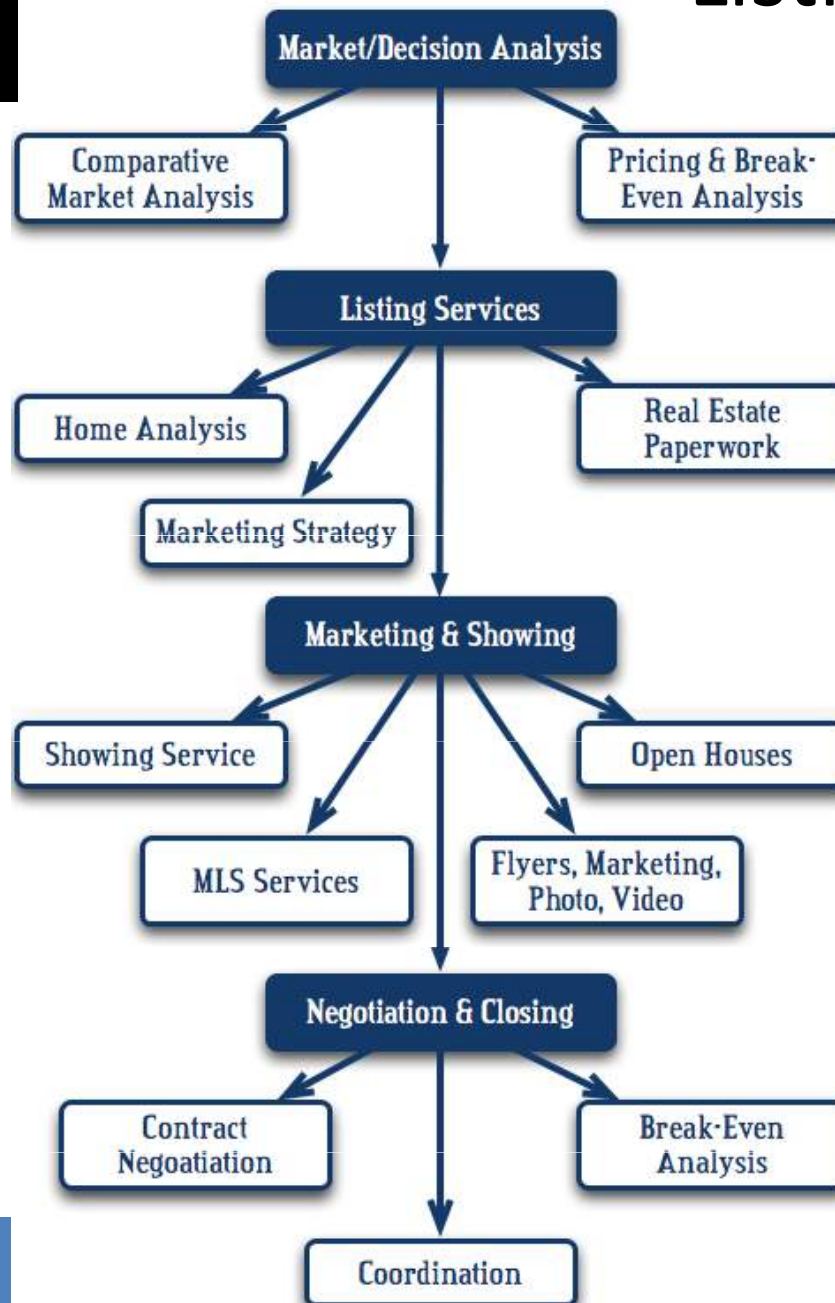 Market/Decision Analysis
Comparative
Market Analysis
Pricing & Break-
Even Analysis
Listing Services
Home Analysis
Real Estate
Paperwork
Marketing Strategy
Marketing & Showing
Showing Service
Open Houses
MLS Services
Flyers, Marketing,
Photo, Video
Negotiation & Closing
Contract
Negoatiation
Break-Even
Analysis
Coordination